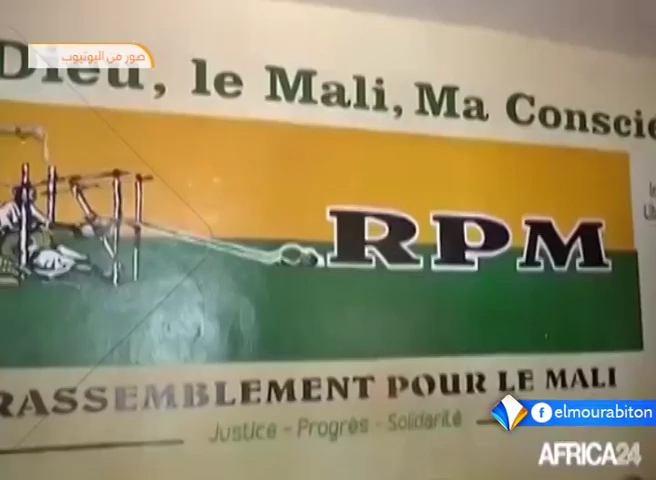 صور من اليوتيوب
Dieu, le Mali, Ma Conscie
RPM
RASSEMBLEMENT POUR LE MALI
Justice - Progrès - Solidarité
elmourabiton
AFRICA24